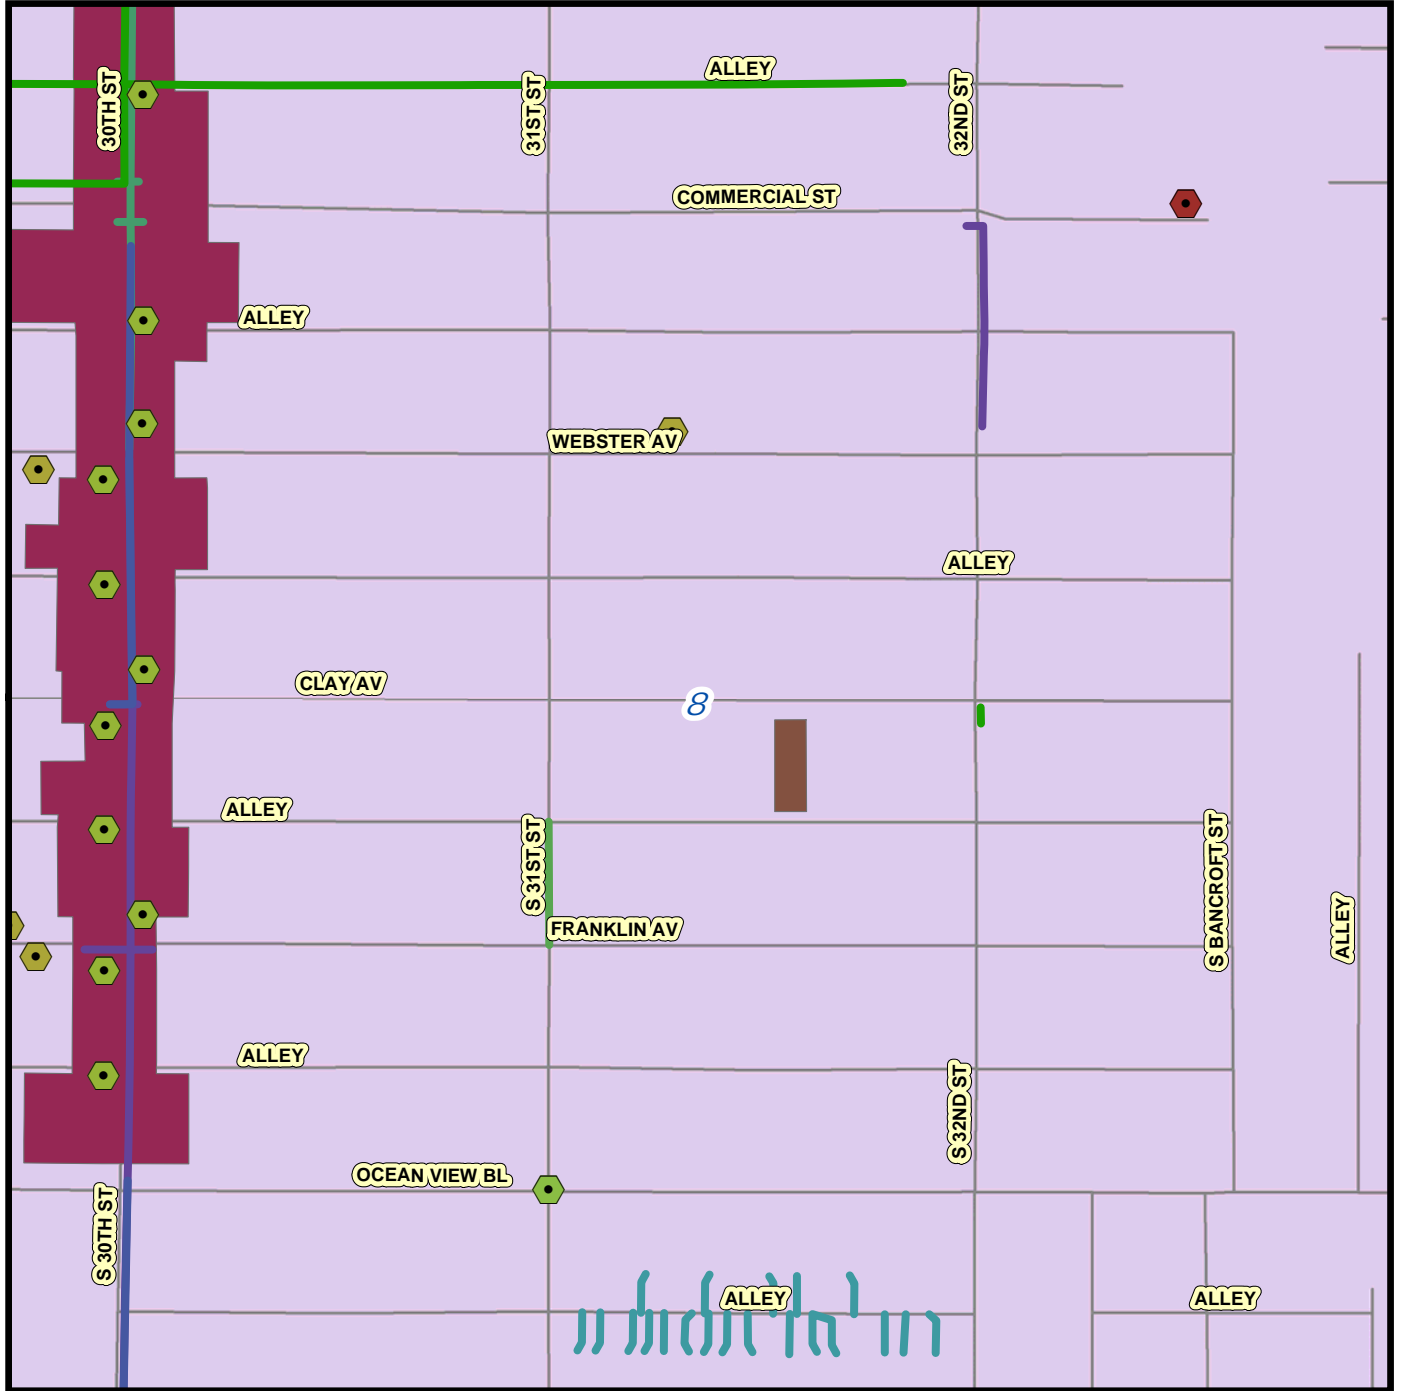 ALLEY
30TH ST
31ST ST
32ND ST
COMMERCIAL ST
ALLEY
WEBSTER AV
ALLEY
CLAY AV
8
ALLEY
S 31ST ST
S BANCROFT ST
ALLEY
FRANKLIN AV
ALLEY
S 32ND ST
OCEAN VIEW BL
S 30TH ST
ALLEY
ALLEY